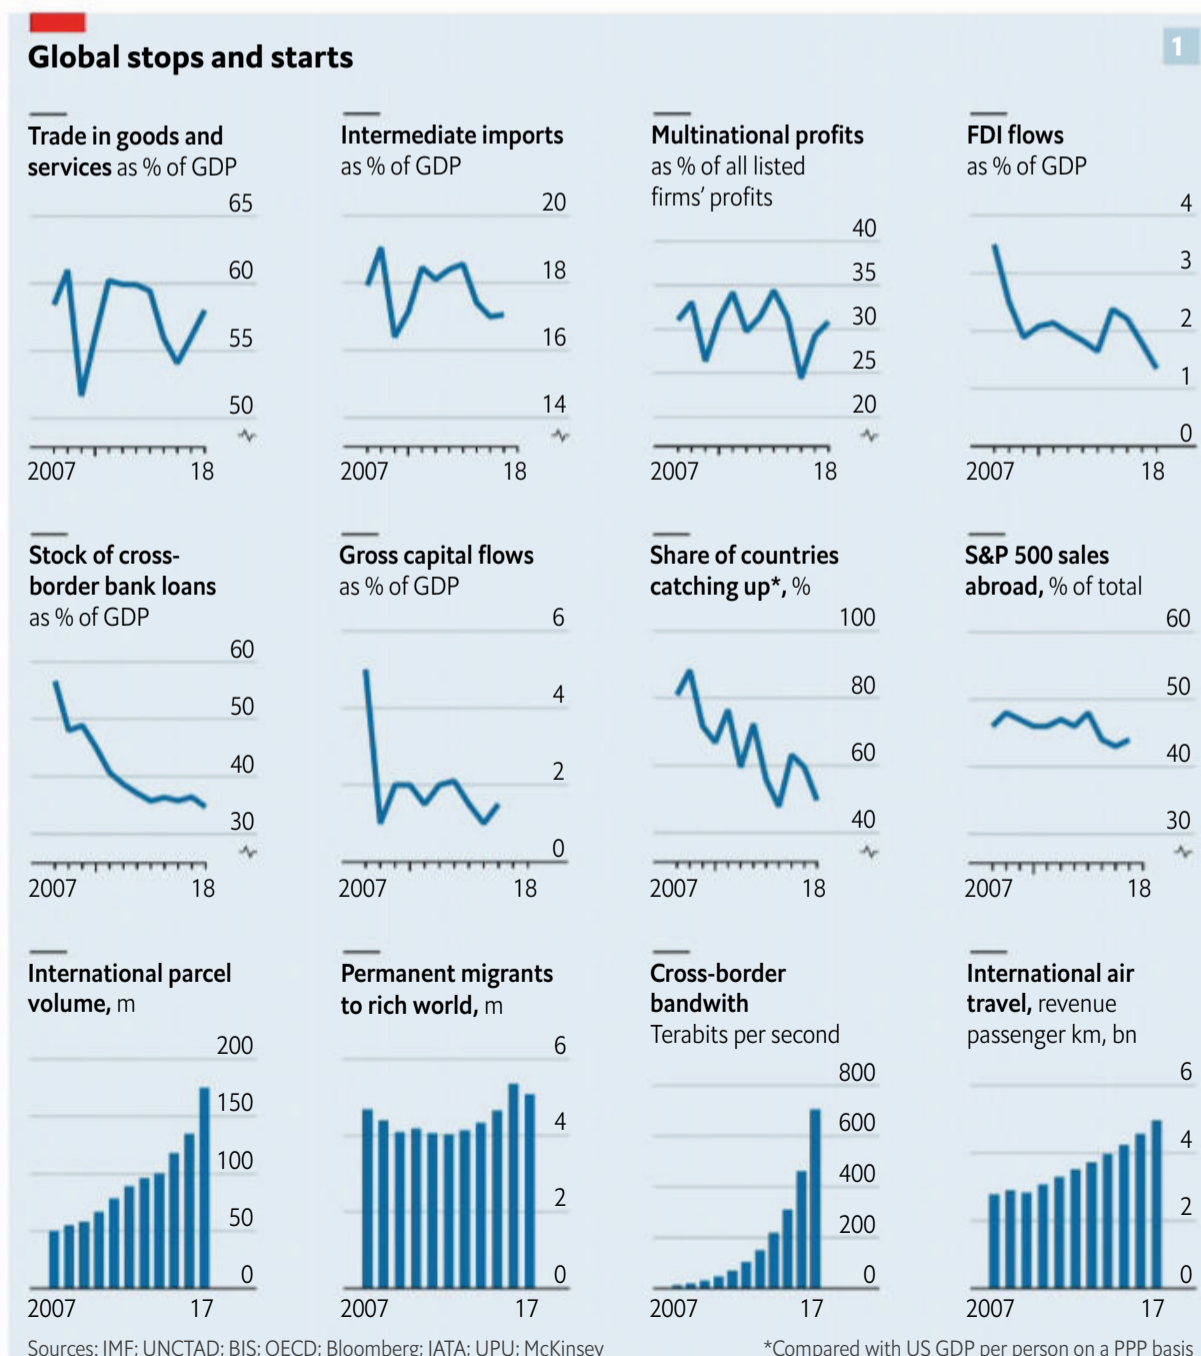 Global stops and starts
1
Trade in goods and
services as % of GDP
65
60
55
50
2007
18
Intermediate imports
as % of GDP
20
18
16
14
2007
18
Multinational profits
as % of all listed
firms’ profits
40
35
30
25
20
2007
18
FDI flows
as % of GDP
4
3
2
1
0
2007
18
Stock of cross-
border bank loans
as % of GDP
60
50
40
30
2007
18
Gross capital flows
as % of GDP
6
4
2
0
2007
18
Share of countries
catching up*, %
100
80
60
40
2007
18
S&P 500 sales
abroad, % of total
60
50
40
30
2007
18
International parcel
volume, m
200
150
100
50
0
2007
17
Permanent migrants
to rich world, m
6
4
2
0
2007
17
Cross-border
bandwith
Terabits per second
800
600
400
200
0
2007
17
International air
travel, revenue
passenger km, bn
6
4
2
0
2007
17
Sources: IMF; UNCTAD; BIS; OECD; Bloomberg; IATA; UPU; McKinsey
*Compared with US GDP per person on a PPP basis